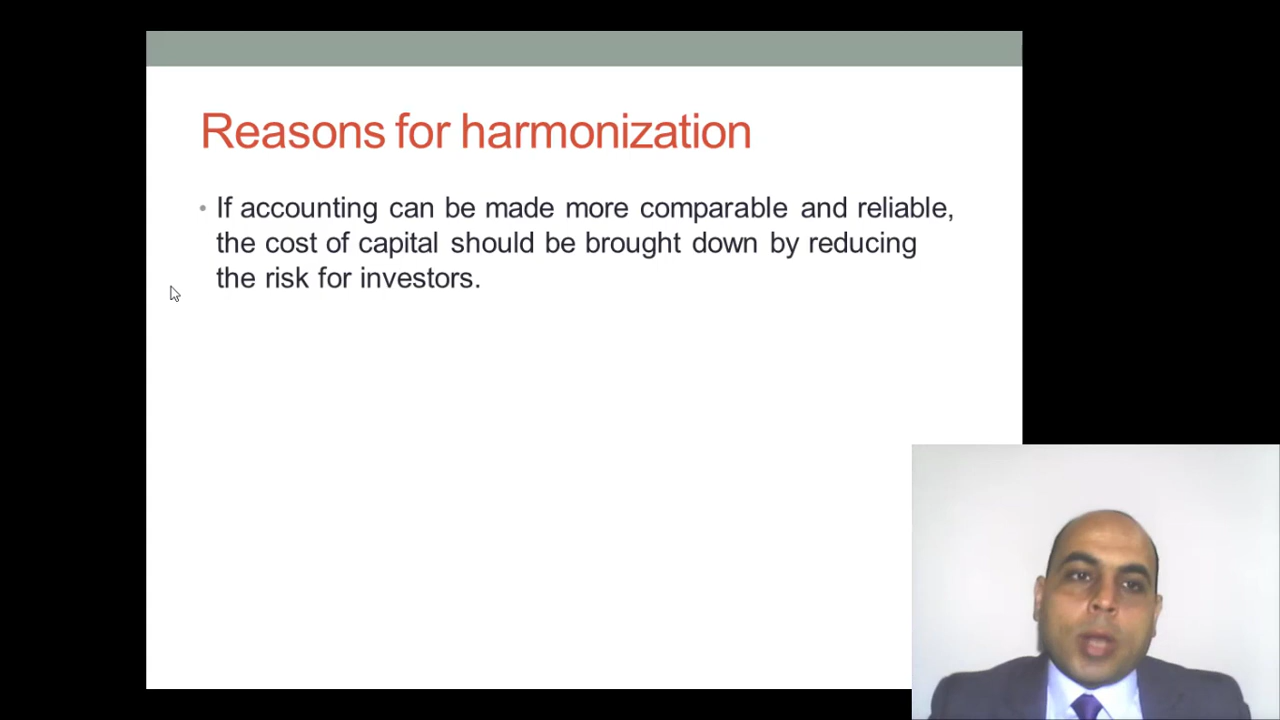 Reasons for harmonization
• If accounting can be made more comparable and reliable,
the cost of capital should be brought down by reducing
the risk for investors.